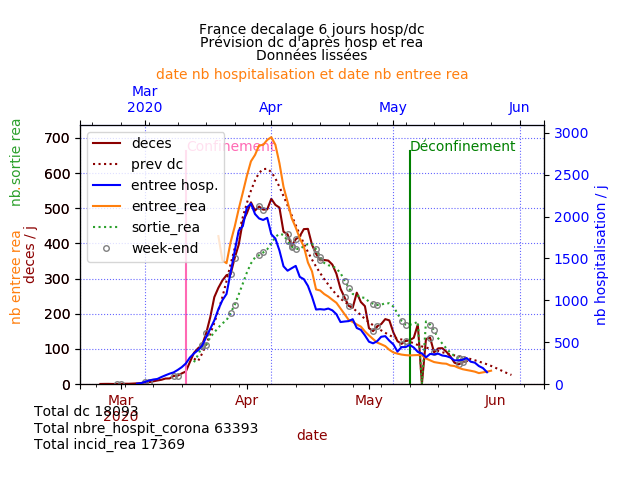 France decalage 6 jours hosp/dc
Prévision dc d'après hosp et rea
Données lissées
date nb hospitalisation et date nb entree rea
Mar
2020
Apr
May
Jun
Confinement
Déconfinement
deces
prev dc
entree hosp.
entree_rea
sortie_rea
week-end
700
600
500
400
300
200
100
0
3000
2500
2000
1500
1000
500
0
nb sortie rea
nb entree rea
deces / j
nb hospitalisation / j
Mar
2020
Apr
May
Jun
date
Total dc 18093
Total nbre_hospit_corona 63393
Total incid_rea 17369